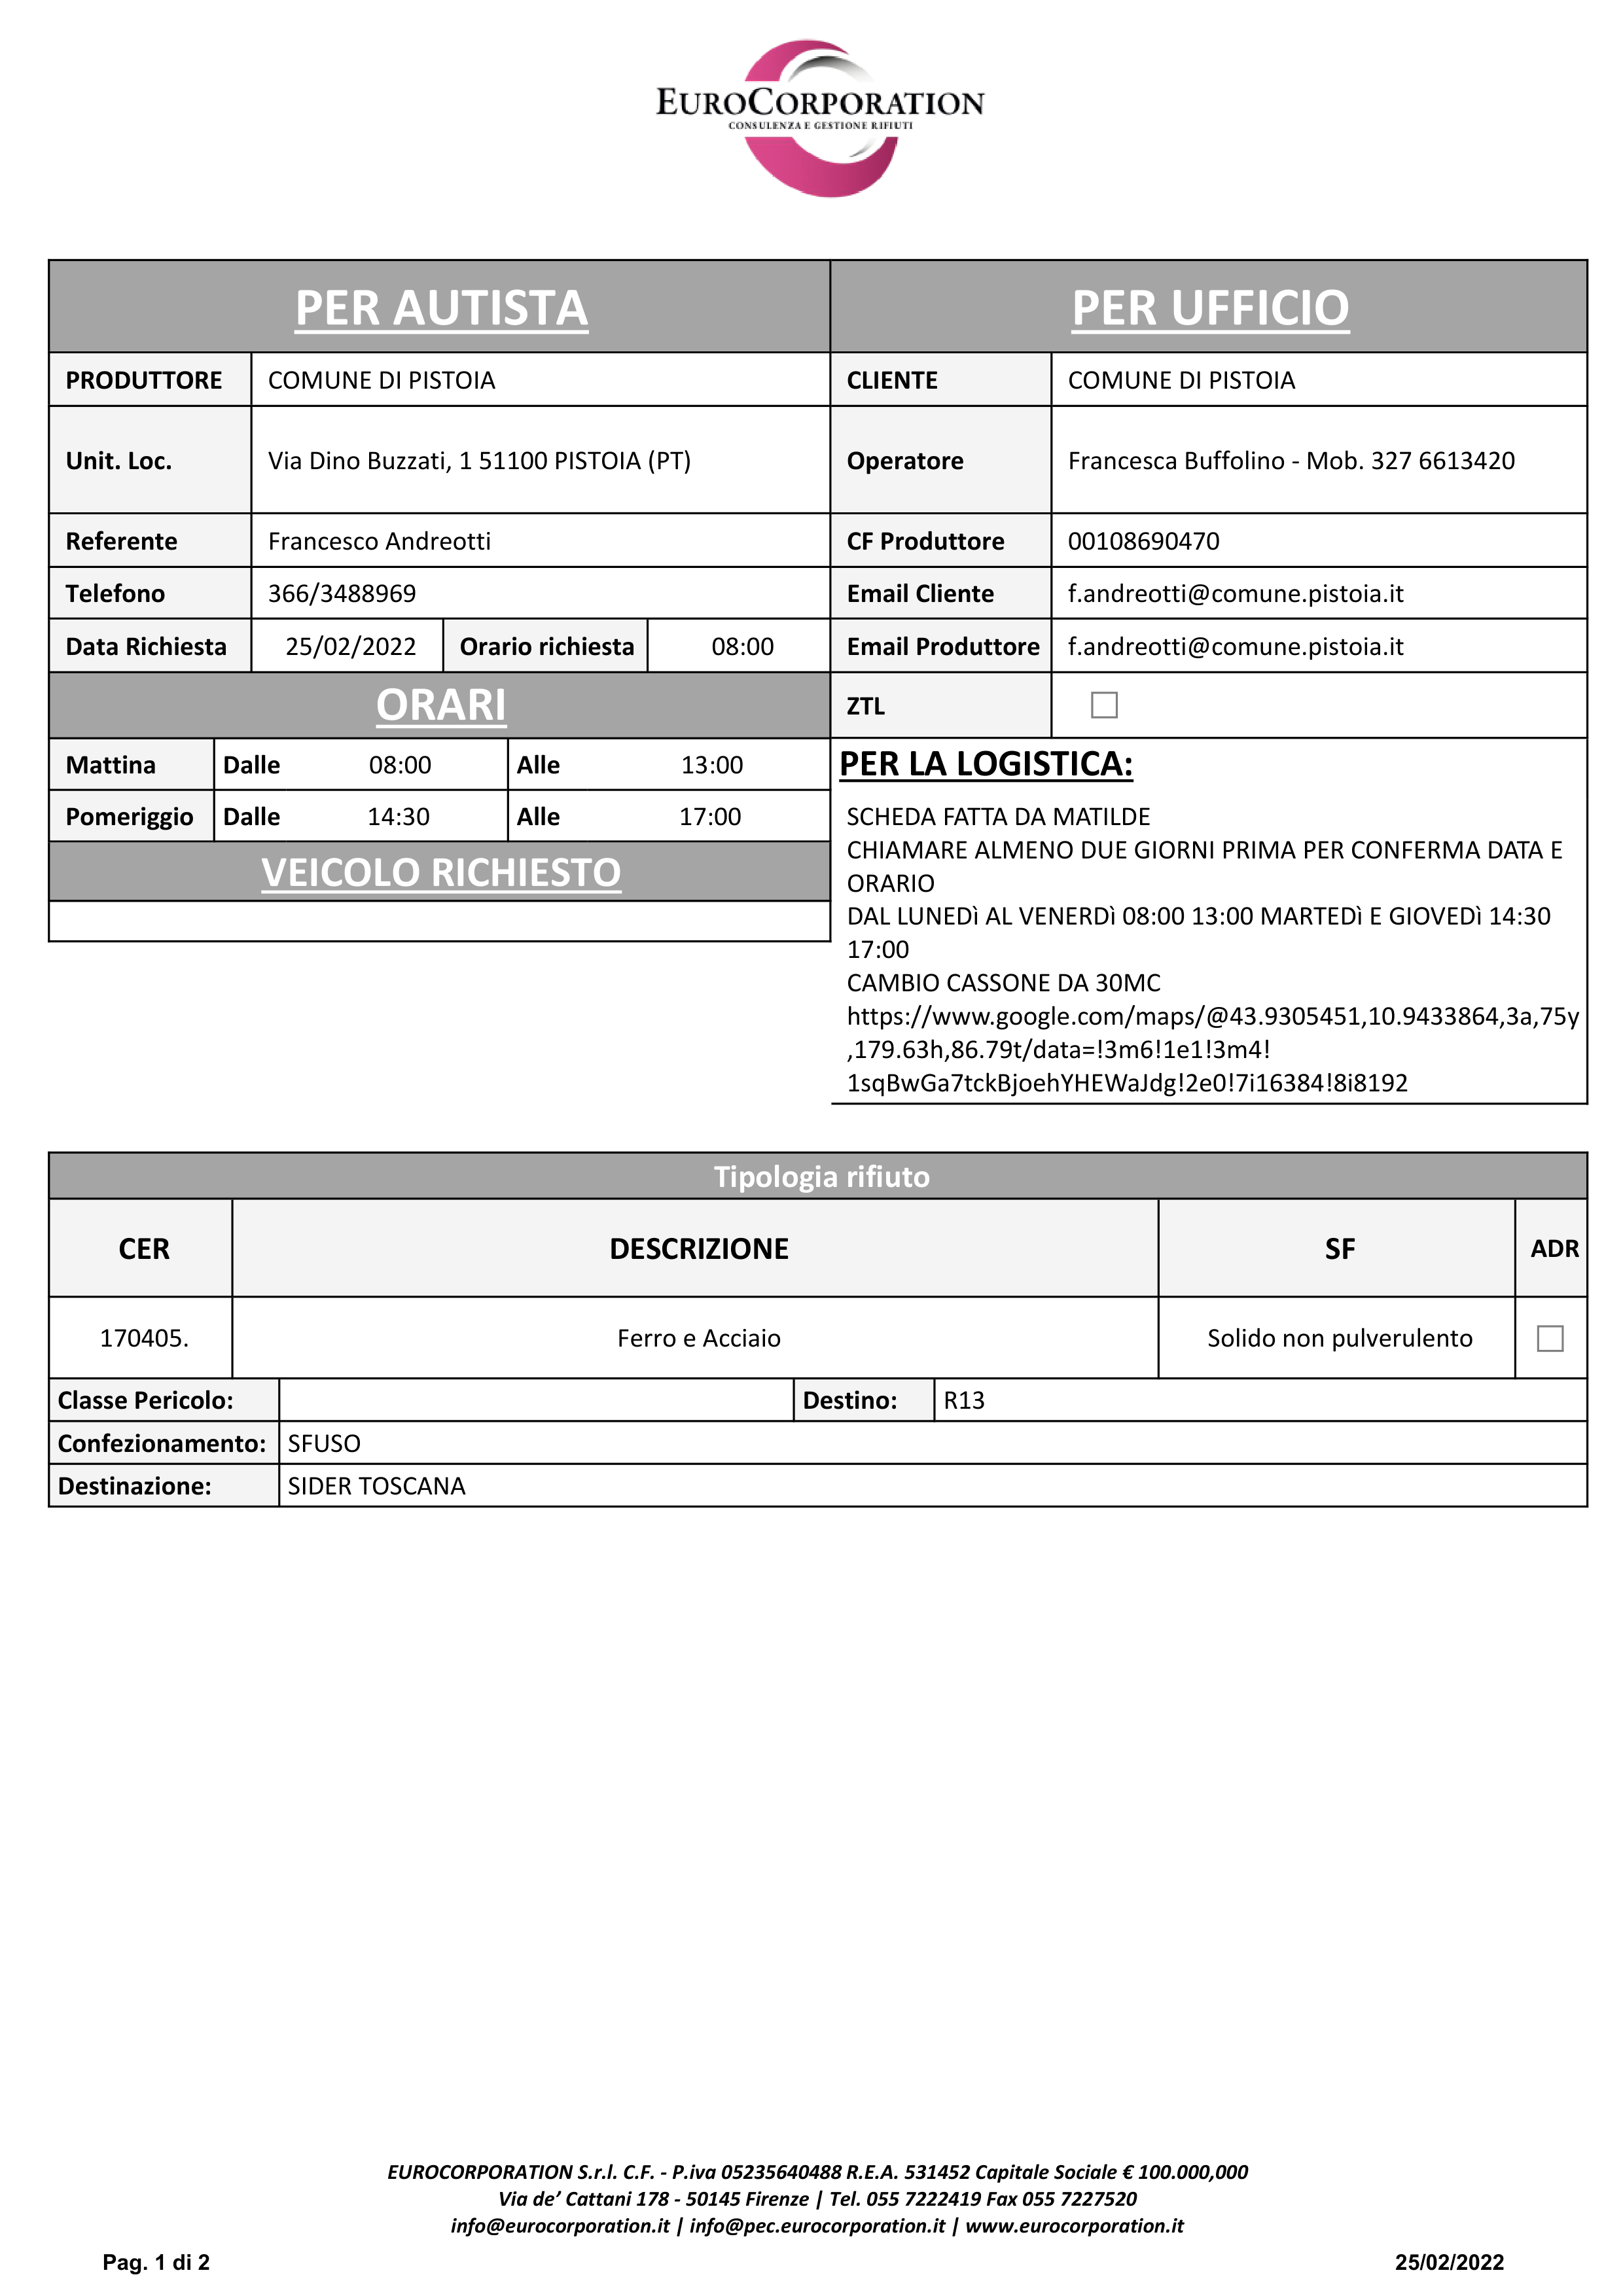 EUROCORPORATION
CONSULENZA E GESTIONE RIFIUTI
PER AUTISTA
PRODUTTORE COMUNE DI PISTOIA
Unit. Loc. Via Dino Buzzati, 1 51100 PISTOIA (PT)
Referente Francesco Andreotti
Telefono 366/3488969
Data Richiesta 25/02/2022 Orario richiesta 08:00
ORARI
Mattina Dalle 08:00 Alle 13:00
Pomeriggio Dalle 14:30 Alle 17:00
VEICOLO RICHIESTO
PER UFFICIO
CLIENTE COMUNE DI PISTOIA
Operatore Francesca Buffolino - Mob. 327 6613420
CF Produttore 00108690470
Email Cliente f.andreotti@comune.pistoia.it
Email Produttore f.andreotti@comune.pistoia.it
ZTL
PER LA LOGISTICA:
SCHEDA FATTA DA MATILDE
CHIAMARE ALMENO DUE GIORNI PRIMA PER CONFERMA DATA E
ORARIO
DAL LUNEDì AL VENERDì 08:00 13:00 MARTEDì E GIOVEDì 14:30
17:00
CAMBIO CASSONE DA 30MC
https://www.google.com/maps/@43.9305451,10.9433864,3a,75y
,179.63h,86.79t/data=!3m6!1e1!3m4!
1sqBwGa7tckBjoehYHEWaJdg!2e0!7i16384!8i8192
Tipologia rifiuto
CER DESCRIZIONE SF ADR
170405. Ferro e Acciaio Solido non pulverulento
Classe Pericolo: Destino: R13
Confezionamento: SFUSO
Destinazione: SIDER TOSCANA
EUROCORPORATION S.r.l. C.F. - P.iva 05235640488 R.E.A. 531452 Capitale Sociale € 100.000,000
Via de’ Cattani 178 - 50145 Firenze | Tel. 055 7222419 Fax 055 7227520
info@eurocorporation.it | info@pec.eurocorporation.it | www.eurocorporation.it
Pag. 1 di 2 25/02/2022